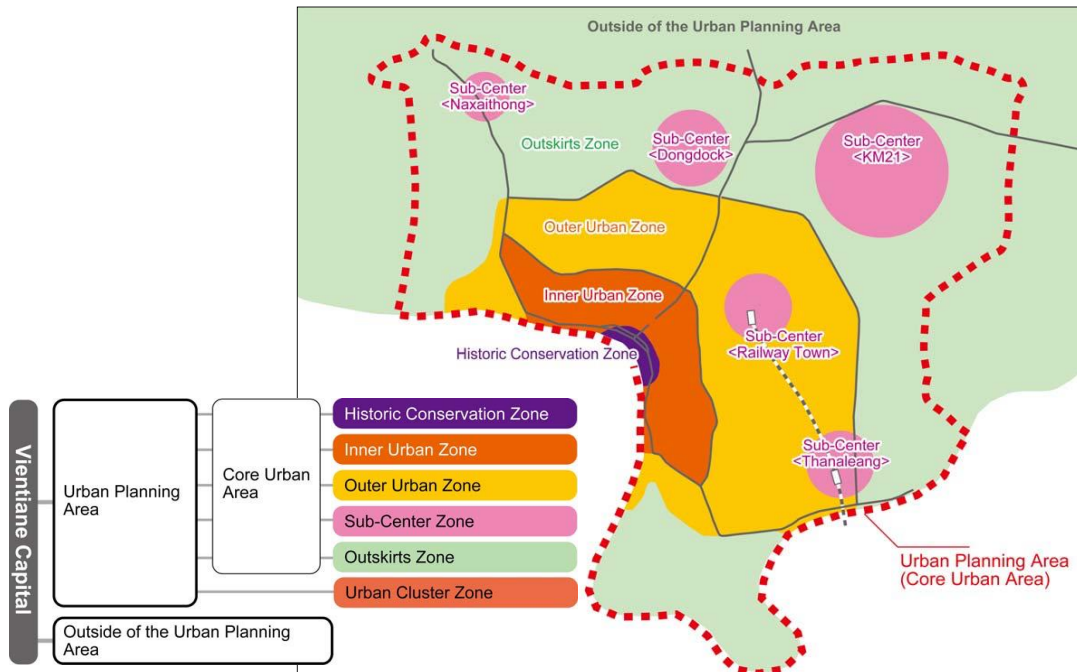 Outside of the Urban Planning Area
Sub-Center
<Naxaithong>
Sub-Center
<Dongdock>
Sub-Center
<KM21>
Outskirts Zone
Outer Urban Zone
Inner Urban Zone
Sub-Center
<Railway Town>
Historic Conservation Zone
Sub-Center
<Thanaleang>
Urban Planning Area
(Core Urban Area)
Vientiane Capital
Urban Planning
Area
Core Urban
Area
Historic Conservation Zone
Inner Urban Zone
Outer Urban Zone
Sub-Center Zone
Outskirts Zone
Urban Cluster Zone
Outside of the Urban Planning
Area